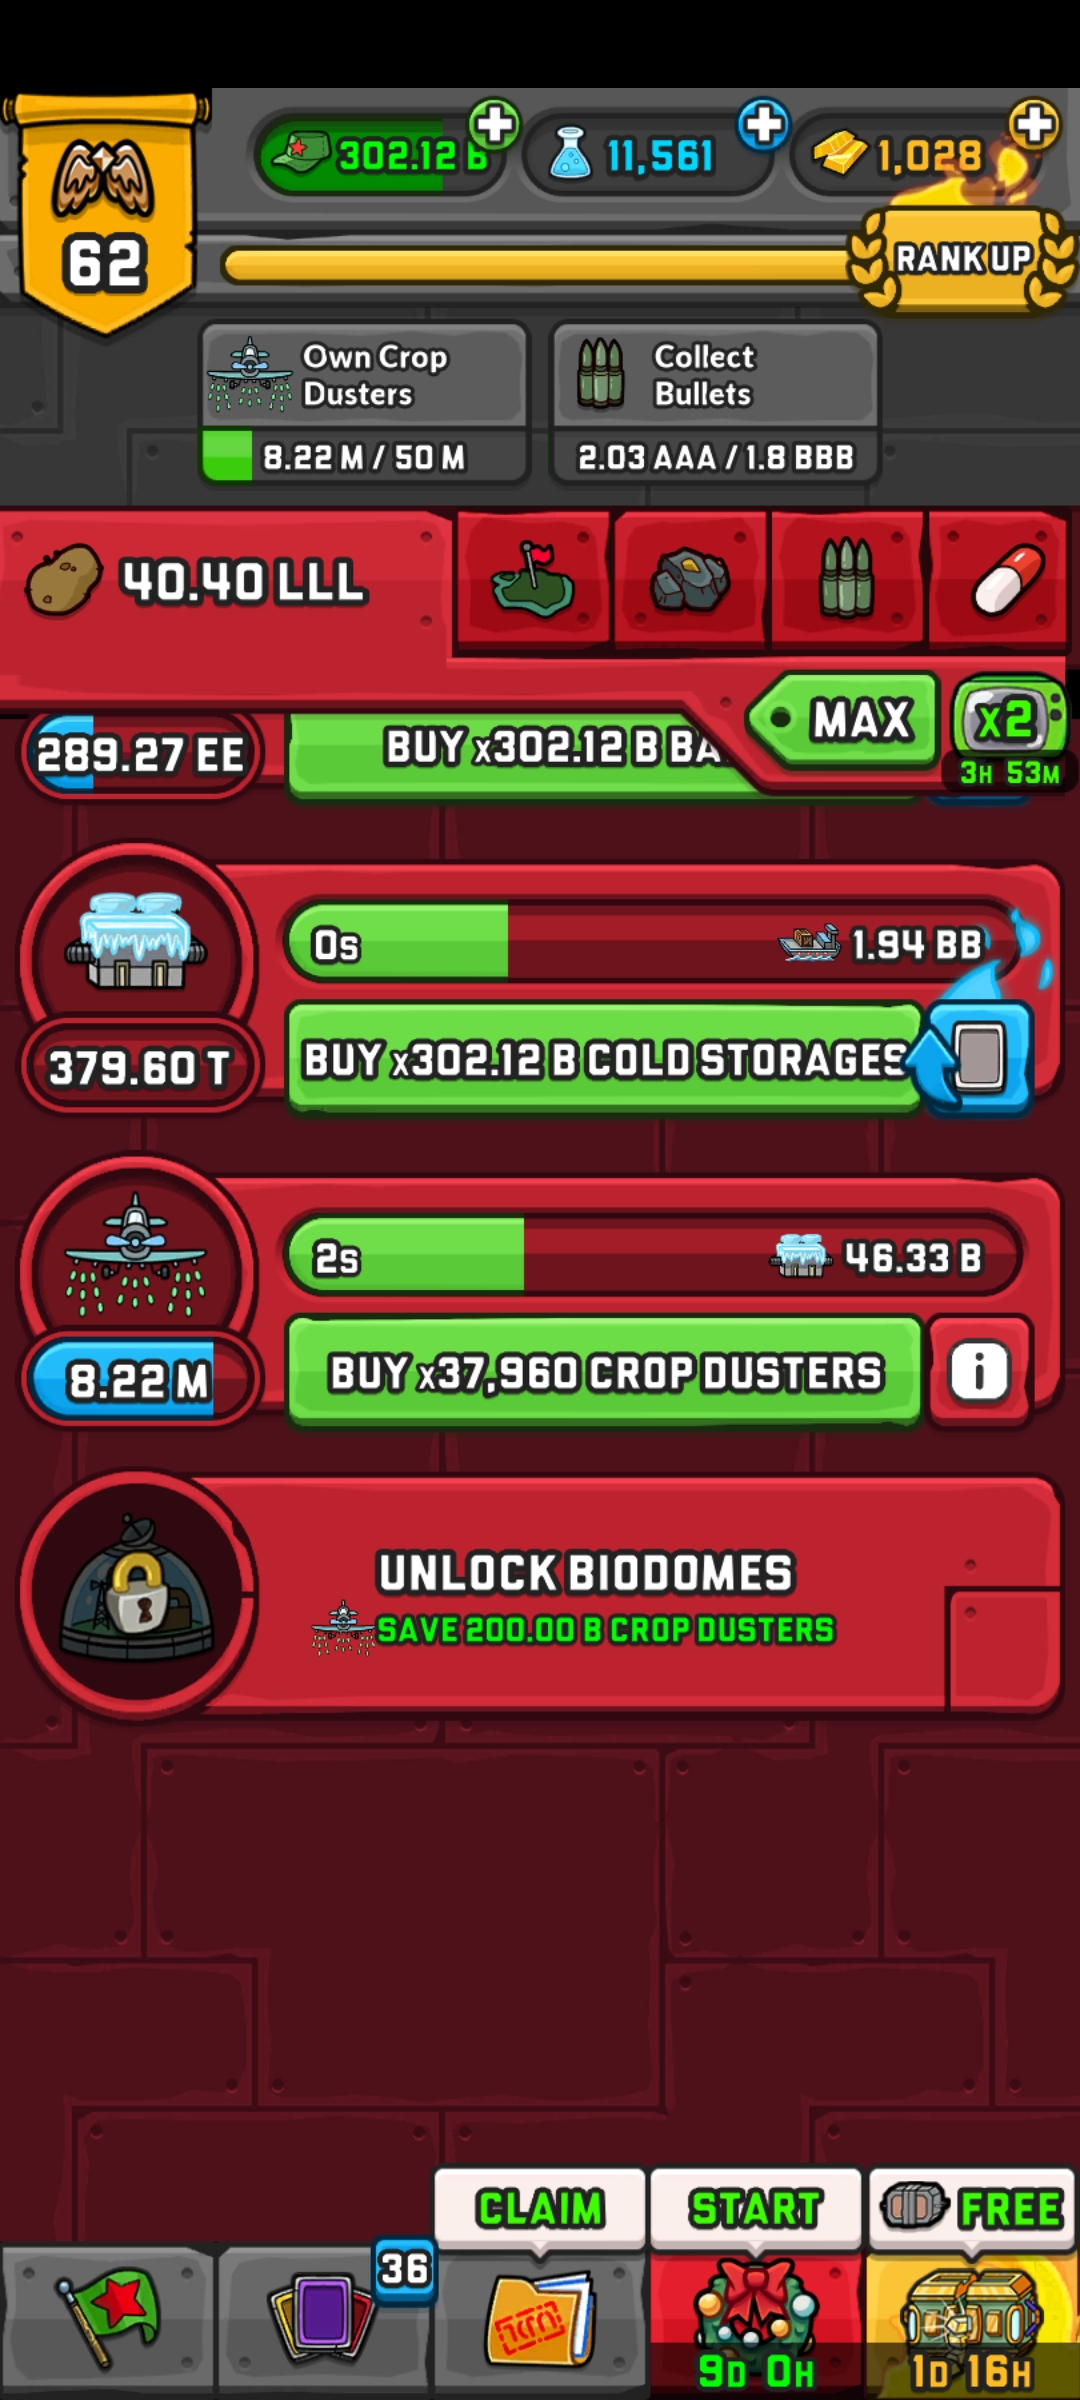 302.12 B
11,561
1,028
62
RANK UP
Own Crop
Dusters
8.22 M / 50 M
Collect
Bullets
2.03 AAA / 1.8 BBB
40.40 LLL
MAX
x2
3H 53M
289.27 EE
BUY x302.12 B BA
0s
1.94 BB
379.60 T
BUY x302.12 B COLD STORAGES
2s
46.33 B
8.22 M
BUY x37,960 CROP DUSTERS
i
UNLOCK BIODOMES
SAVE 200.00 B CROP DUSTERS
CLAIM
START
FREE
36
9D 0H
1D 16H